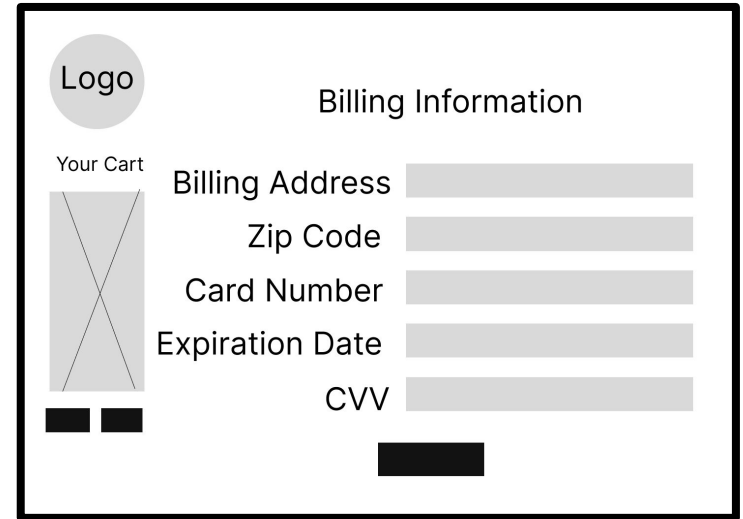 Logo
Billing Information
Your Cart
Billing Address
Zip Code
Card Number
Expiration Date
CVV